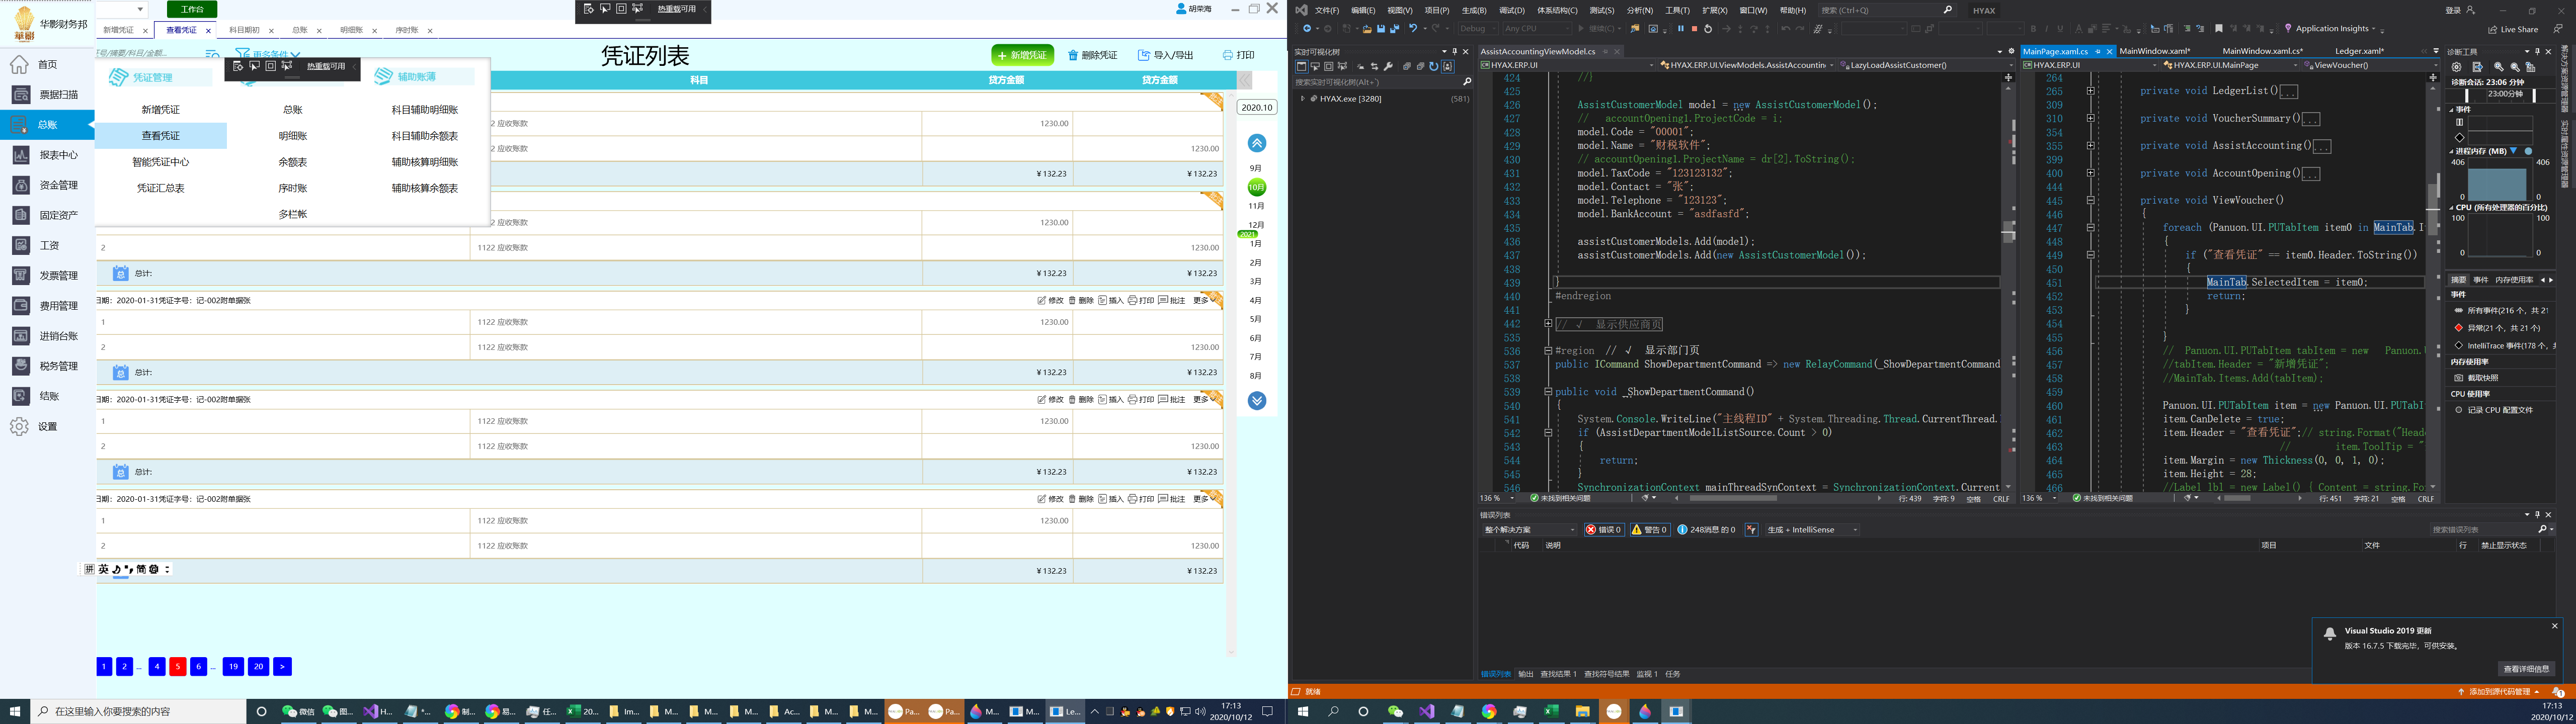 华影财务邦
工作台
热重载可用
胡荣海
新增凭证
查看凭证
科目期初
总账
明细账
序时账
号/摘要/科目/金额...
更多条件
凭证列表
新增凭证
删除凭证
导入/导出
打印
科目
贷方金额
贷方金额
首页
票据扫描
总账
报表中心
资金管理
固定资产
工资
发票管理
费用管理
进销台账
税务管理
结账
设置
凭证管理
热重载可用
辅助账薄
新增凭证
总账
科目辅助明细账
查看凭证
明细账
科目辅助余额表
智能凭证中心
余额表
辅助核算明细账
凭证汇总表
序时账
辅助核算余额表
多栏帐
2 应收账款
1230.00
2 应收账款
1230.00
¥ 132.23
¥ 132.23
2 应收账款
1230.00
2
1122 应收账款
1230.00
总
总计:
¥ 132.23
¥ 132.23
日期：2020-01-31凭证字号：记-002附单据张
修改 删除 插入 打印 批注 更多
1
1122 应收账款
1230.00
2
1122 应收账款
1230.00
总
总计:
¥ 132.23
¥ 132.23
日期：2020-01-31凭证字号：记-002附单据张
修改 删除 插入 打印 批注 更多
1
1122 应收账款
1230.00
2
1122 应收账款
1230.00
总
总计:
¥ 132.23
¥ 132.23
日期：2020-01-31凭证字号：记-002附单据张
修改 删除 插入 打印 批注 更多
1
1122 应收账款
1230.00
2
1122 应收账款
1230.00
¥ 132.23
¥ 132.23
拼 英 简
1 2 ... 4 5 6 ... 19 20 >
2020.10
9月
10月
11月
12月
2021
1月
2月
3月
4月
5月
6月
7月
8月
在这里输入你要搜索的内容
微信
图...
H...
*...
制...
易...
任...
20...
Im...
M...
M...
M...
Ac...
M...
M...
Pa...
Pa...
M...
M...
Le...
17:13
2020/10/12
文件(F) 编辑(E) 视图(V) 项目(P) 生成(B) 调试(D) 体系结构(C) 测试(S) 分析(N) 工具(T) 扩展(X) 窗口(W) 帮助(H)
搜索 (Ctrl+Q)
HYAX
登录
Debug
Any CPU
继续(C)
Application Insights
Live Share
实时可视化树
搜索实时可视化树(Alt+`)
HYAX.exe [3280]
(581)
AssistAccountingViewModel.cs
HYAX.ERP.UI
HYAX.ERP.UI.ViewModels.AssistAccountin
LazyLoadAssistCustomer()
424 //}
425
426 AssistCustomerModel model = new AssistCustomerModel();
427 // accountOpening1.ProjectCode = i;
428 model.Code = "00001";
429 model.Name = "财税软件";
430 // accountOpening1.ProjectName = dr[2].ToString();
431 model.TaxCode = "123123132";
432 model.Contact = "张";
433 model.Telephone = "123123";
434 model.BankAccount = "asdfasfd";
435
436 assistCustomerModels.Add(model);
437 assistCustomerModels.Add(new AssistCustomerModel());
438
439 }
440 #endregion
441
442 // √ 显示供应商页
535
536 #region // √ 显示部门页
537 public ICommand ShowDepartmentCommand => new RelayCommand(_ShowDepartmentCommand
538
539 public void _ShowDepartmentCommand()
540 {
541 System.Console.WriteLine("主线程ID" + System.Threading.Thread.CurrentThread.
542 if (AssistDepartmentModelListSource.Count > 0)
543 {
544 return;
545 }
546 SynchronizationContext mainThreadSynContext = SynchronizationContext.Current
136 %
未找到相关问题
行: 439 字符: 9 空格 CRLF
MainPage.xaml.cs
MainWindow.xaml*
MainWindow.xaml.cs*
Ledger.xaml*
HYAX.ERP.UI
HYAX.ERP.UI.MainPage
ViewVoucher()
264
265 private void LedgerList()...
309
310 private void VoucherSummary()...
354
355 private void AssistAccounting()...
399
400 private void AccountOpening()...
444
445 private void ViewVoucher()
446 {
447 foreach (Panuon.UI.PUTabItem item0 in MainTab.I
448 {
449 if ("查看凭证" == item0.Header.ToString())
450 {
451 MainTab.SelectedItem = item0;
452 return;
453 }
454
455 }
456 // Panuon.UI.PUTabItem tabItem = new Panuon.U
457 //tabItem.Header = "新增凭证";
458 //MainTab.Items.Add(tabItem);
459
460 Panuon.UI.PUTabItem item = new Panuon.UI.PUTabI
461 item.CanDelete = true;
462 item.Header = "查看凭证";// string.Format("Head
463 // item.ToolTip = "
464 item.Margin = new Thickness(0, 0, 1, 0);
465 item.Height = 28;
466 //Label lbl = new Label() { Content = string.Fo
136 %
未找到相关问题
行: 451 字符: 21 空格 CRLF
诊断工具
诊断会话: 23:06 分钟
23:00分钟
事件
进程内存 (MB)
406
406
0
0
CPU (所有处理器的百分比)
100
100
0
0
摘要 事件 内存使用率
事件
所有事件(216 个，共 21
异常(21 个，共 21 个)
IntelliTrace 事件(178 个，共
内存使用率
截取快照
CPU 使用率
记录 CPU 配置文件
错误列表
整个解决方案
错误 0
警告 0
248消息 的 0
生成 + IntelliSense
搜索错误列表
代码
说明
项目
文件
行
禁止显示状态
错误列表 输出 查找结果 1 查找符号结果 监视 1 任务
Visual Studio 2019 更新
版本 16.7.5 下载完毕，可供安装。
查看详细信息
就绪
添加到源代码管理
17:13
2020/10/12